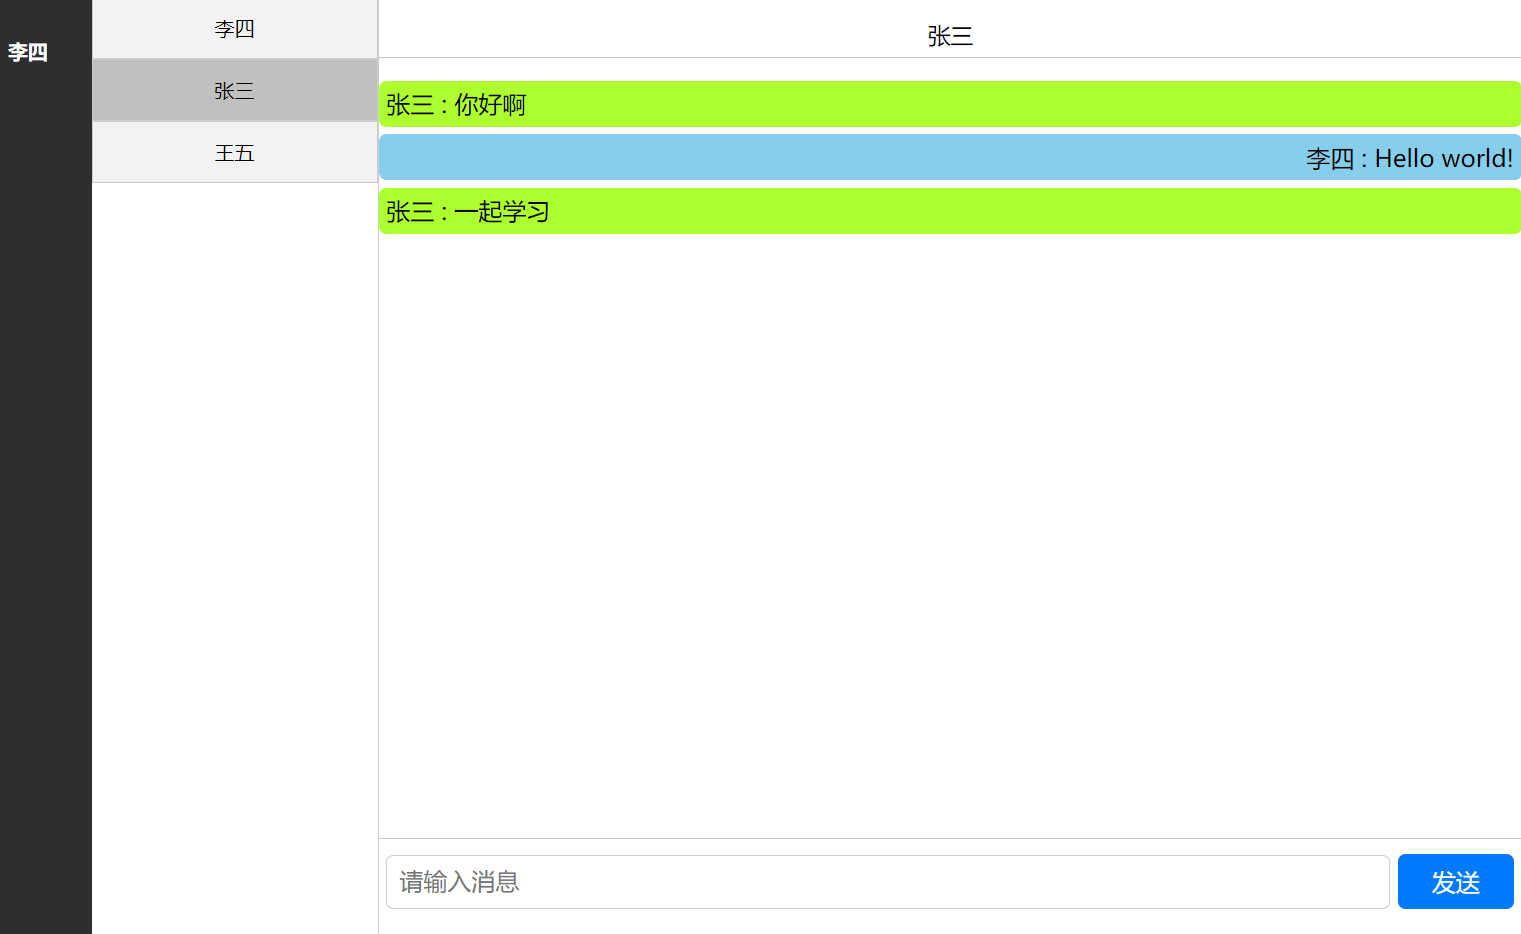 李四
李四
张三
王五
张三
张三 : 你好啊
李四 : Hello world!
张三 : 一起学习
请输入消息
发送